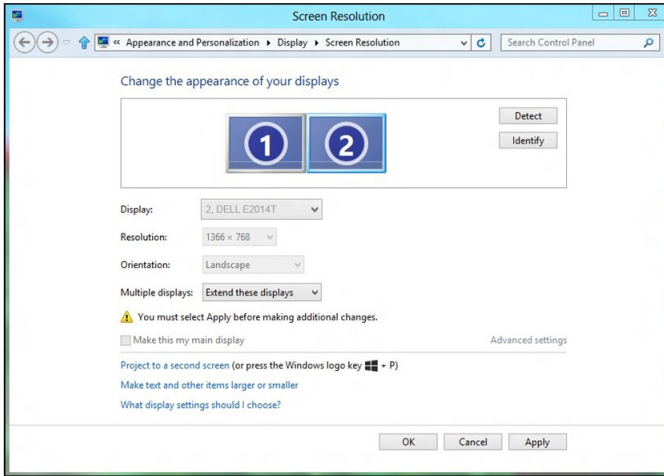 Screen Resolution
« Appearance and Personalization ▸ Display ▸ Screen Resolution
Search Control Panel
Change the appearance of your displays
1 2
Detect
Identify
Display: 2, DELL E2014T
Resolution: 1366 × 768
Orientation: Landscape
Multiple displays: Extend these displays
You must select Apply before making additional changes.
Make this my main display Advanced settings
Project to a second screen (or press the Windows logo key + P)
Make text and other items larger or smaller
What display settings should I choose?
OK Cancel Apply